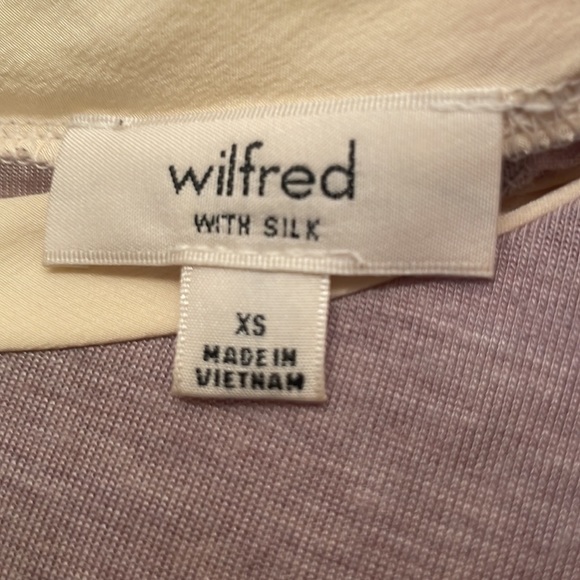 wilfred
WITH SILK
XS
MADE IN
VIETNAM